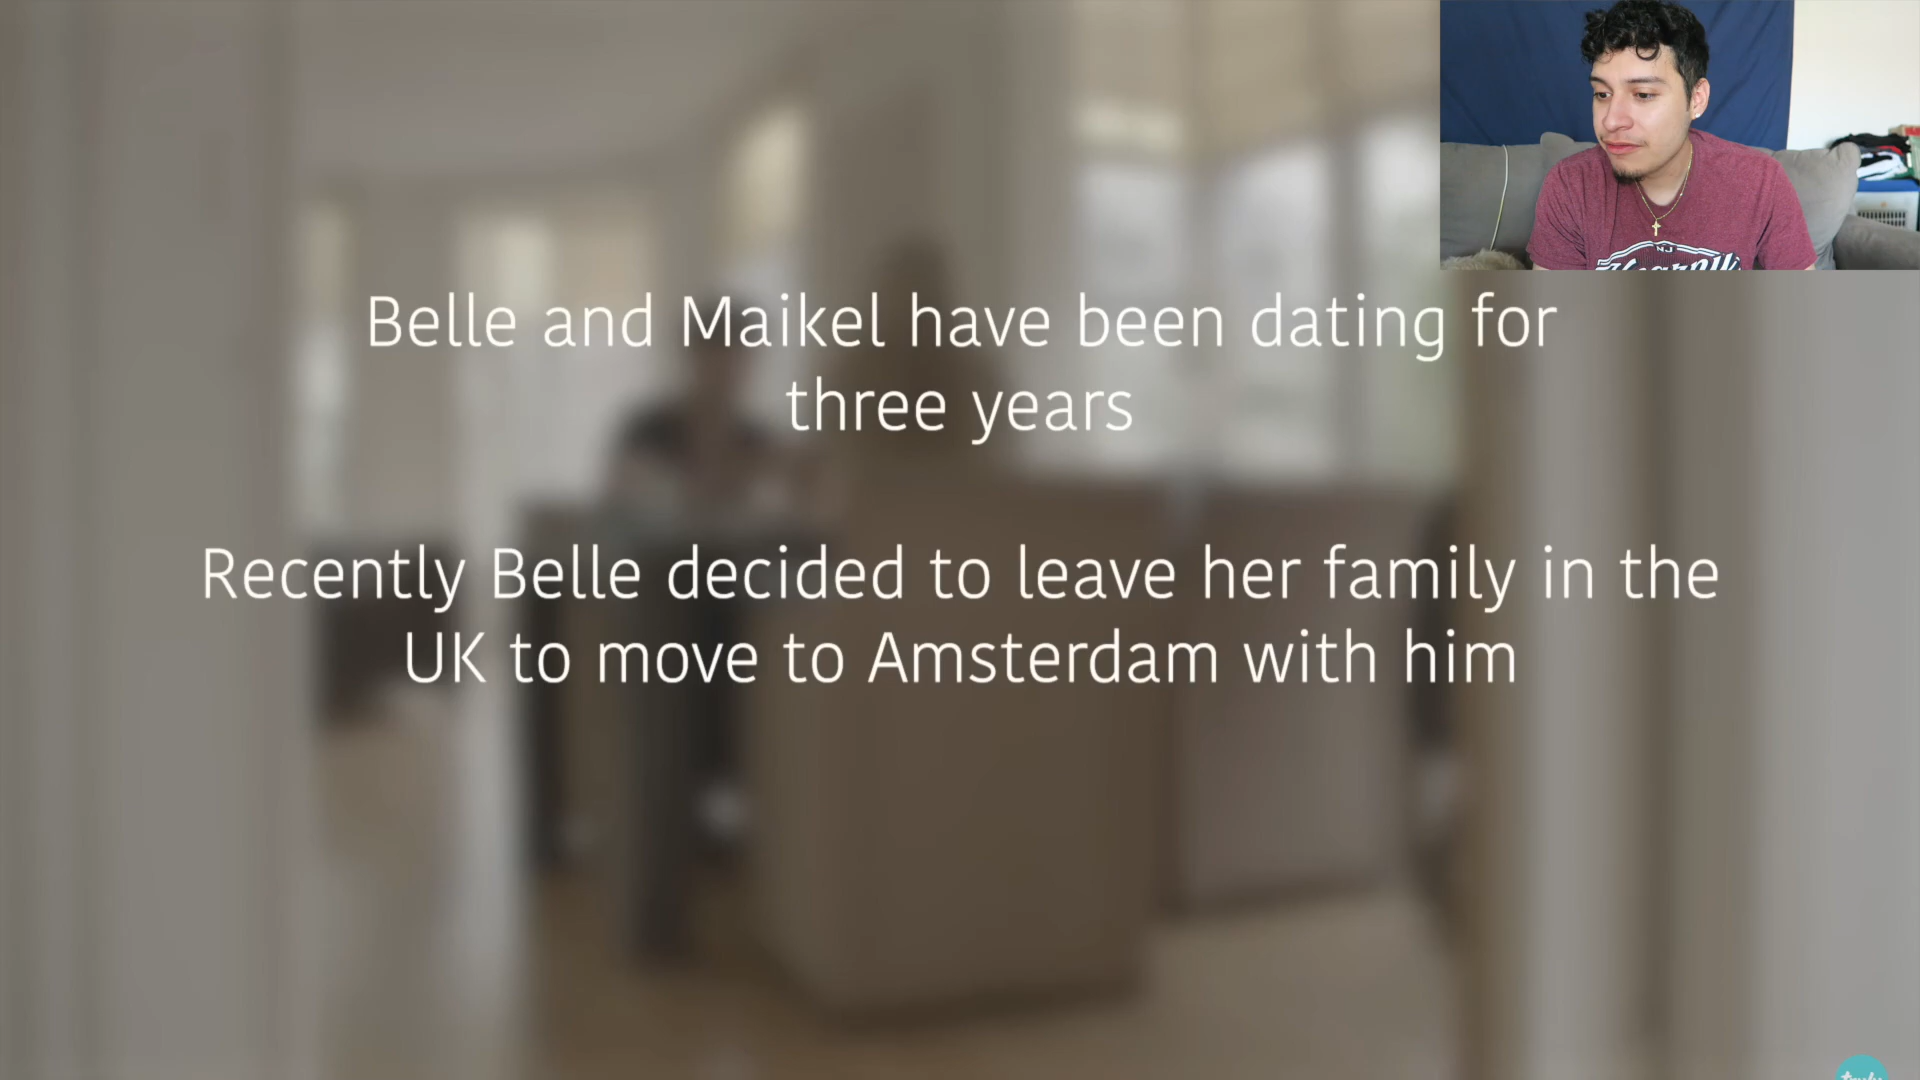 NJ
Belle and Maikel have been dating for
three years
Recently Belle decided to leave her family in the
UK to move to Amsterdam with him